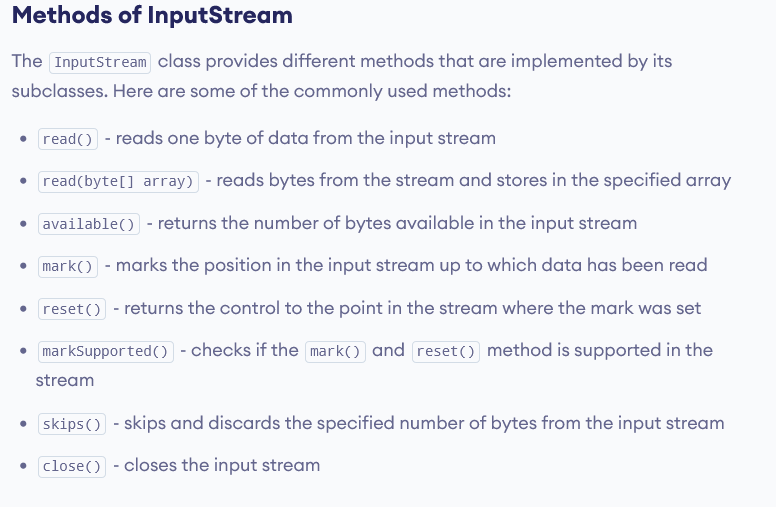 Methods of InputStream
The InputStream class provides different methods that are implemented by its
subclasses. Here are some of the commonly used methods:
• read() - reads one byte of data from the input stream
• read(byte[] array) - reads bytes from the stream and stores in the specified array
• available() - returns the number of bytes available in the input stream
• mark() - marks the position in the input stream up to which data has been read
• reset() - returns the control to the point in the stream where the mark was set
• markSupported() - checks if the mark() and reset() method is supported in the
stream
• skips() - skips and discards the specified number of bytes from the input stream
• close() - closes the input stream